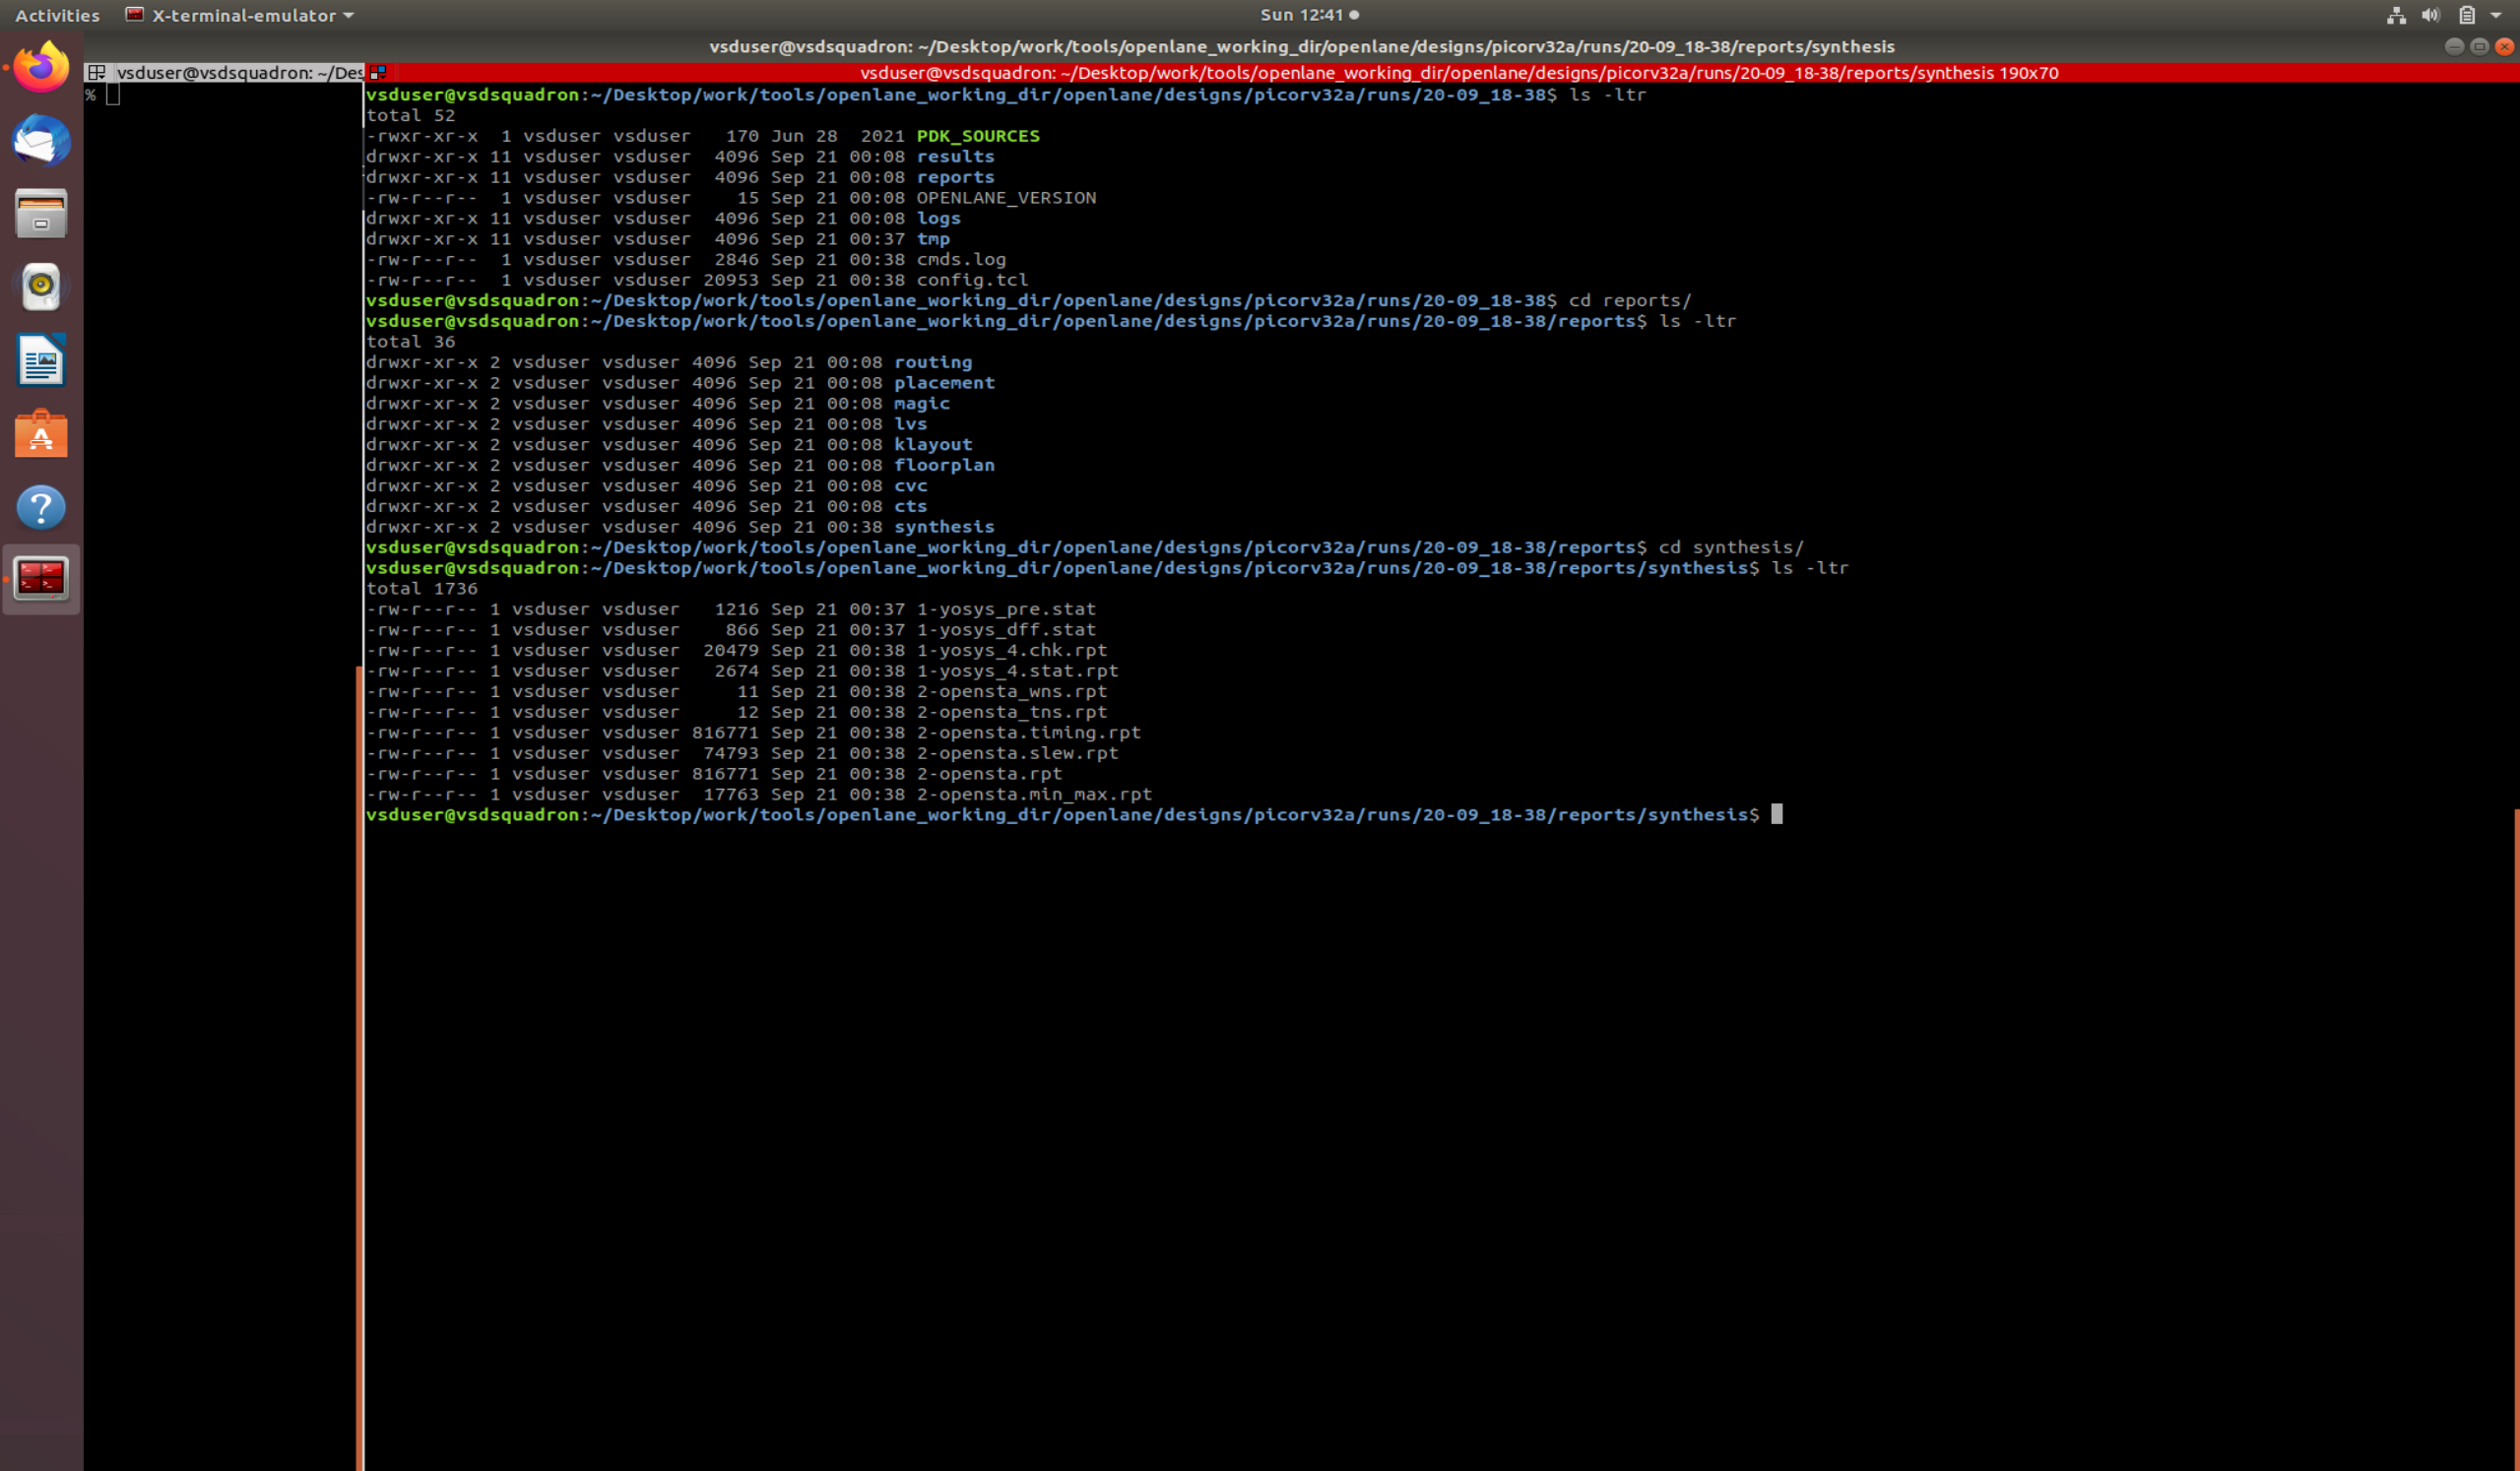 Activities X-terminal-emulator Sun 12:41
vsduser@vsdsquadron: ~/Desktop/work/tools/openlane_working_dir/openlane/designs/picorv32a/runs/20-09_18-38/reports/synthesis
vsduser@vsdsquadron: ~/Des
vsduser@vsdsquadron: ~/Desktop/work/tools/openlane_working_dir/openlane/designs/picorv32a/runs/20-09_18-38/reports/synthesis 190x70
%
vsduser@vsdsquadron:~/Desktop/work/tools/openlane_working_dir/openlane/designs/picorv32a/runs/20-09_18-38$ ls -ltr
total 52
-rwxr-xr-x  1 vsduser vsduser   170 Jun 28  2021 PDK_SOURCES
drwxr-xr-x 11 vsduser vsduser  4096 Sep 21 00:08 results
drwxr-xr-x 11 vsduser vsduser  4096 Sep 21 00:08 reports
-rw-r--r--  1 vsduser vsduser    15 Sep 21 00:08 OPENLANE_VERSION
drwxr-xr-x 11 vsduser vsduser  4096 Sep 21 00:08 logs
drwxr-xr-x 11 vsduser vsduser  4096 Sep 21 00:37 tmp
-rw-r--r--  1 vsduser vsduser  2846 Sep 21 00:38 cmds.log
-rw-r--r--  1 vsduser vsduser 20953 Sep 21 00:38 config.tcl
vsduser@vsdsquadron:~/Desktop/work/tools/openlane_working_dir/openlane/designs/picorv32a/runs/20-09_18-38$ cd reports/
vsduser@vsdsquadron:~/Desktop/work/tools/openlane_working_dir/openlane/designs/picorv32a/runs/20-09_18-38/reports$ ls -ltr
total 36
drwxr-xr-x 2 vsduser vsduser 4096 Sep 21 00:08 routing
drwxr-xr-x 2 vsduser vsduser 4096 Sep 21 00:08 placement
drwxr-xr-x 2 vsduser vsduser 4096 Sep 21 00:08 magic
drwxr-xr-x 2 vsduser vsduser 4096 Sep 21 00:08 lvs
drwxr-xr-x 2 vsduser vsduser 4096 Sep 21 00:08 klayout
drwxr-xr-x 2 vsduser vsduser 4096 Sep 21 00:08 floorplan
drwxr-xr-x 2 vsduser vsduser 4096 Sep 21 00:08 cvc
drwxr-xr-x 2 vsduser vsduser 4096 Sep 21 00:08 cts
drwxr-xr-x 2 vsduser vsduser 4096 Sep 21 00:38 synthesis
vsduser@vsdsquadron:~/Desktop/work/tools/openlane_working_dir/openlane/designs/picorv32a/runs/20-09_18-38/reports$ cd synthesis/
vsduser@vsdsquadron:~/Desktop/work/tools/openlane_working_dir/openlane/designs/picorv32a/runs/20-09_18-38/reports/synthesis$ ls -ltr
total 1736
-rw-r--r-- 1 vsduser vsduser   1216 Sep 21 00:37 1-yosys_pre.stat
-rw-r--r-- 1 vsduser vsduser    866 Sep 21 00:37 1-yosys_dff.stat
-rw-r--r-- 1 vsduser vsduser  20479 Sep 21 00:38 1-yosys_4.chk.rpt
-rw-r--r-- 1 vsduser vsduser   2674 Sep 21 00:38 1-yosys_4.stat.rpt
-rw-r--r-- 1 vsduser vsduser     11 Sep 21 00:38 2-opensta_wns.rpt
-rw-r--r-- 1 vsduser vsduser     12 Sep 21 00:38 2-opensta_tns.rpt
-rw-r--r-- 1 vsduser vsduser 816771 Sep 21 00:38 2-opensta.timing.rpt
-rw-r--r-- 1 vsduser vsduser  74793 Sep 21 00:38 2-opensta.slew.rpt
-rw-r--r-- 1 vsduser vsduser 816771 Sep 21 00:38 2-opensta.rpt
-rw-r--r-- 1 vsduser vsduser  17763 Sep 21 00:38 2-opensta.min_max.rpt
vsduser@vsdsquadron:~/Desktop/work/tools/openlane_working_dir/openlane/designs/picorv32a/runs/20-09_18-38/reports/synthesis$